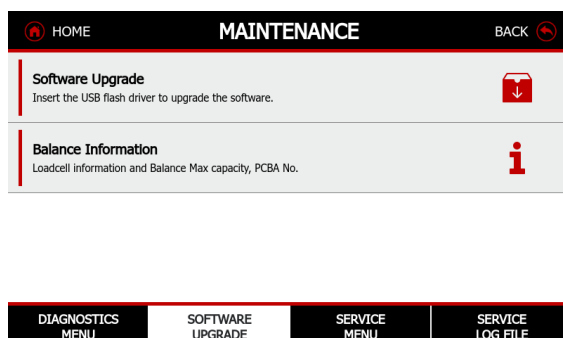 HOME MAINTENANCE BACK
Software Upgrade
Insert the USB flash driver to upgrade the software.
Balance Information
Loadcell information and Balance Max capacity, PCBA No.
DIAGNOSTICS SOFTWARE SERVICE SERVICE
MENU UPGRADE MENU LOG FILE